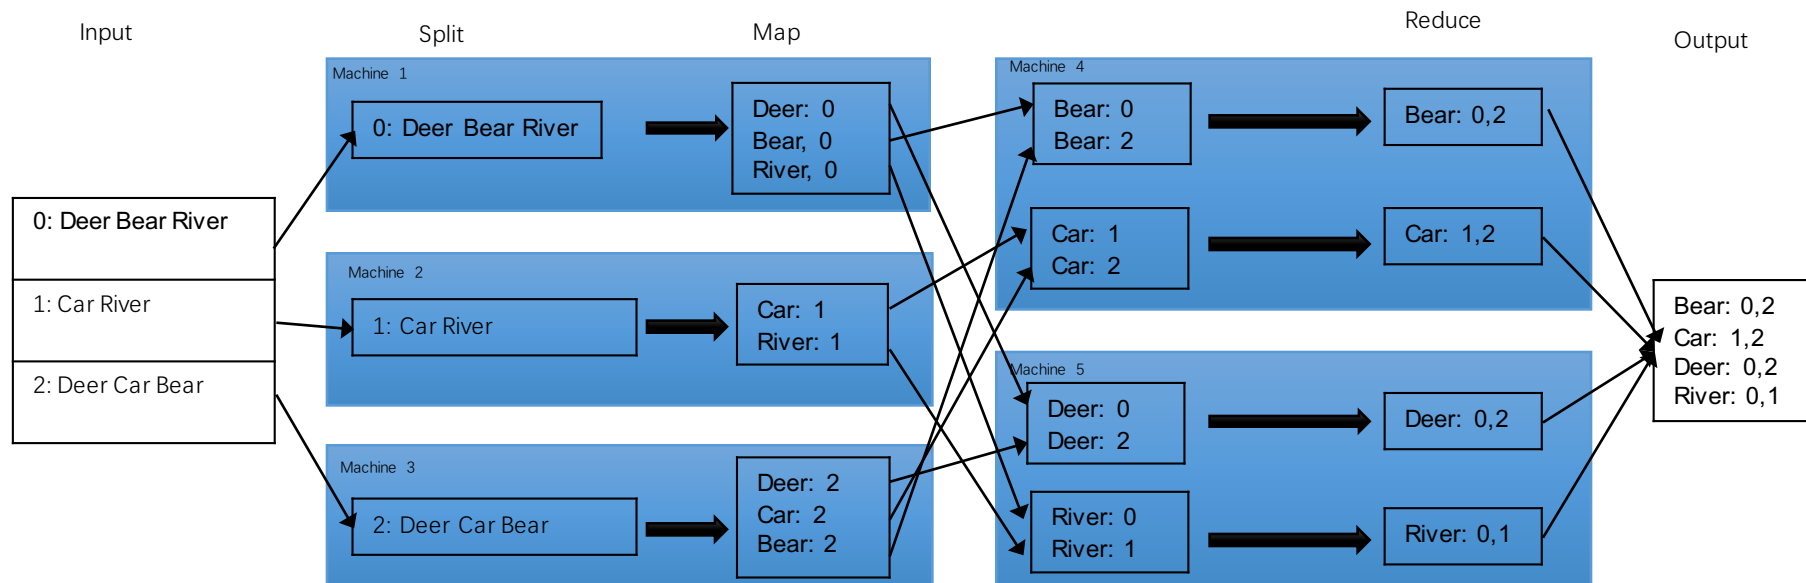 Input
Split
Map
Reduce
Output
0: Deer Bear River
1: Car River
2: Deer Car Bear
Machine 1
0: Deer Bear River
Deer: 0
Bear, 0
River, 0
Machine 2
1: Car River
Car: 1
River: 1
Machine 3
2: Deer Car Bear
Deer: 2
Car: 2
Bear: 2
Machine 4
Bear: 0
Bear: 2
Bear: 0,2
Car: 1
Car: 2
Car: 1,2
Machine 5
Deer: 0
Deer: 2
Deer: 0,2
River: 0
River: 1
River: 0,1
Bear: 0,2
Car: 1,2
Deer: 0,2
River: 0,1